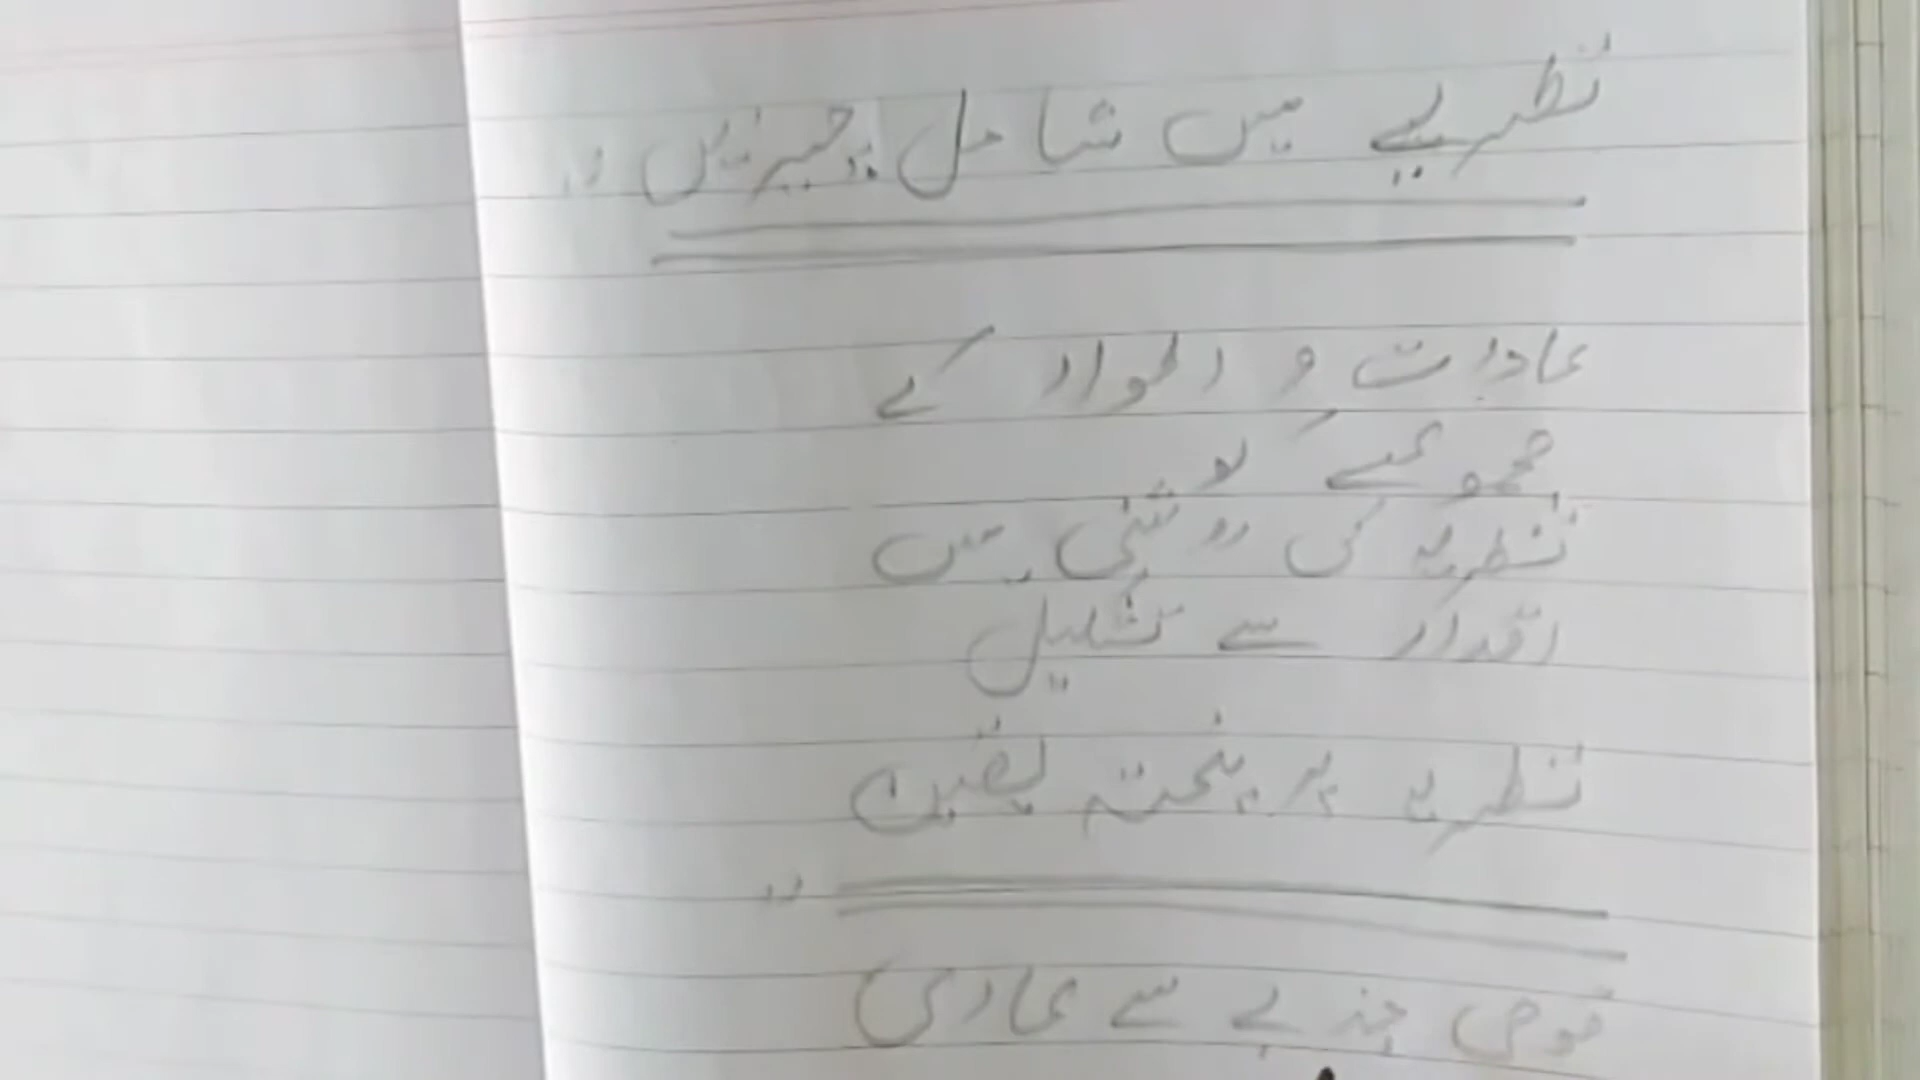 نظریے میں شامل چیزیں :
عادات و اطوار کے
مجموعے کا
نظریہ کی روشنی میں
اقدار سے تشکیل
نظریہ پر پختہ یقین
قومی جذبے سے عاری